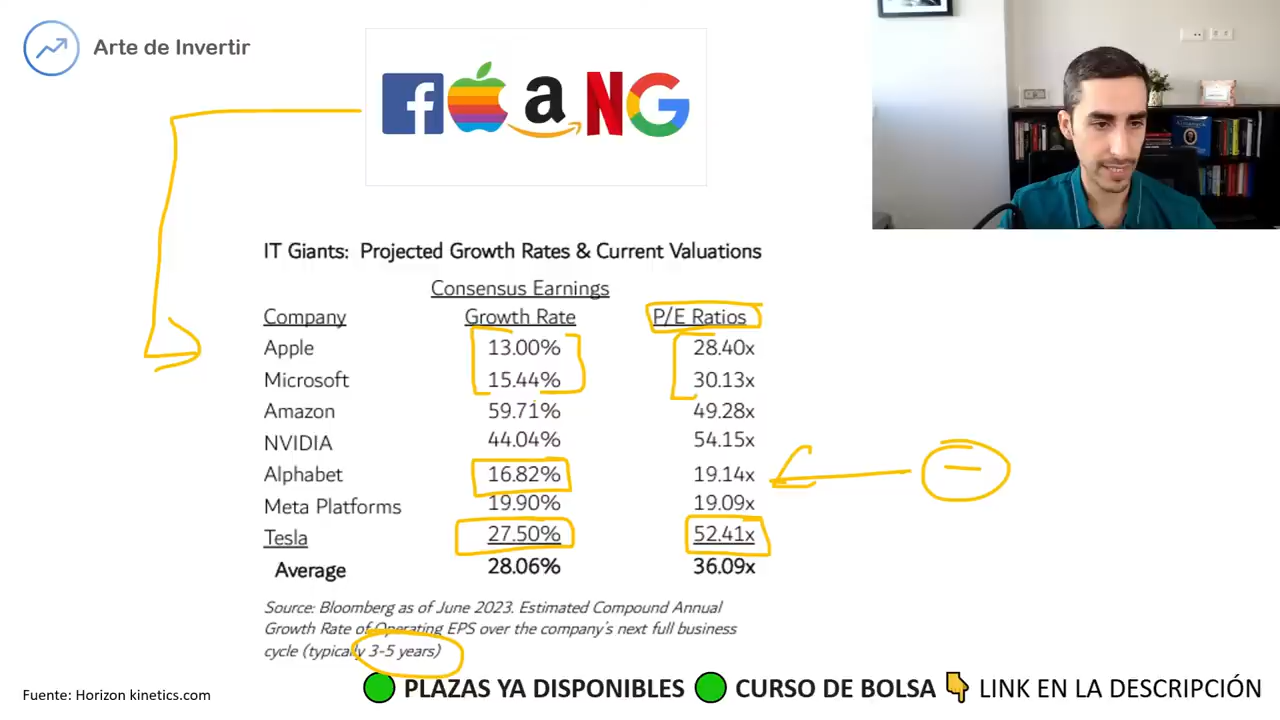 Arte de Invertir
f a N G
IT Giants: Projected Growth Rates & Current Valuations
Consensus Earnings
Company Growth Rate P/E Ratios
Apple 13.00% 28.40x
Microsoft 15.44% 30.13x
Amazon 59.71% 49.28x
NVIDIA 44.04% 54.15x
Alphabet 16.82% 19.14x
Meta Platforms 19.90% 19.09x
Tesla 27.50% 52.41x
Average 28.06% 36.09x
Source: Bloomberg as of June 2023. Estimated Compound Annual
Growth Rate of Operating EPS over the company's next full business
cycle (typically 3-5 years)
PLAZAS YA DISPONIBLES CURSO DE BOLSA LINK EN LA DESCRIPCIÓN
Fuente: Horizon kinetics.com